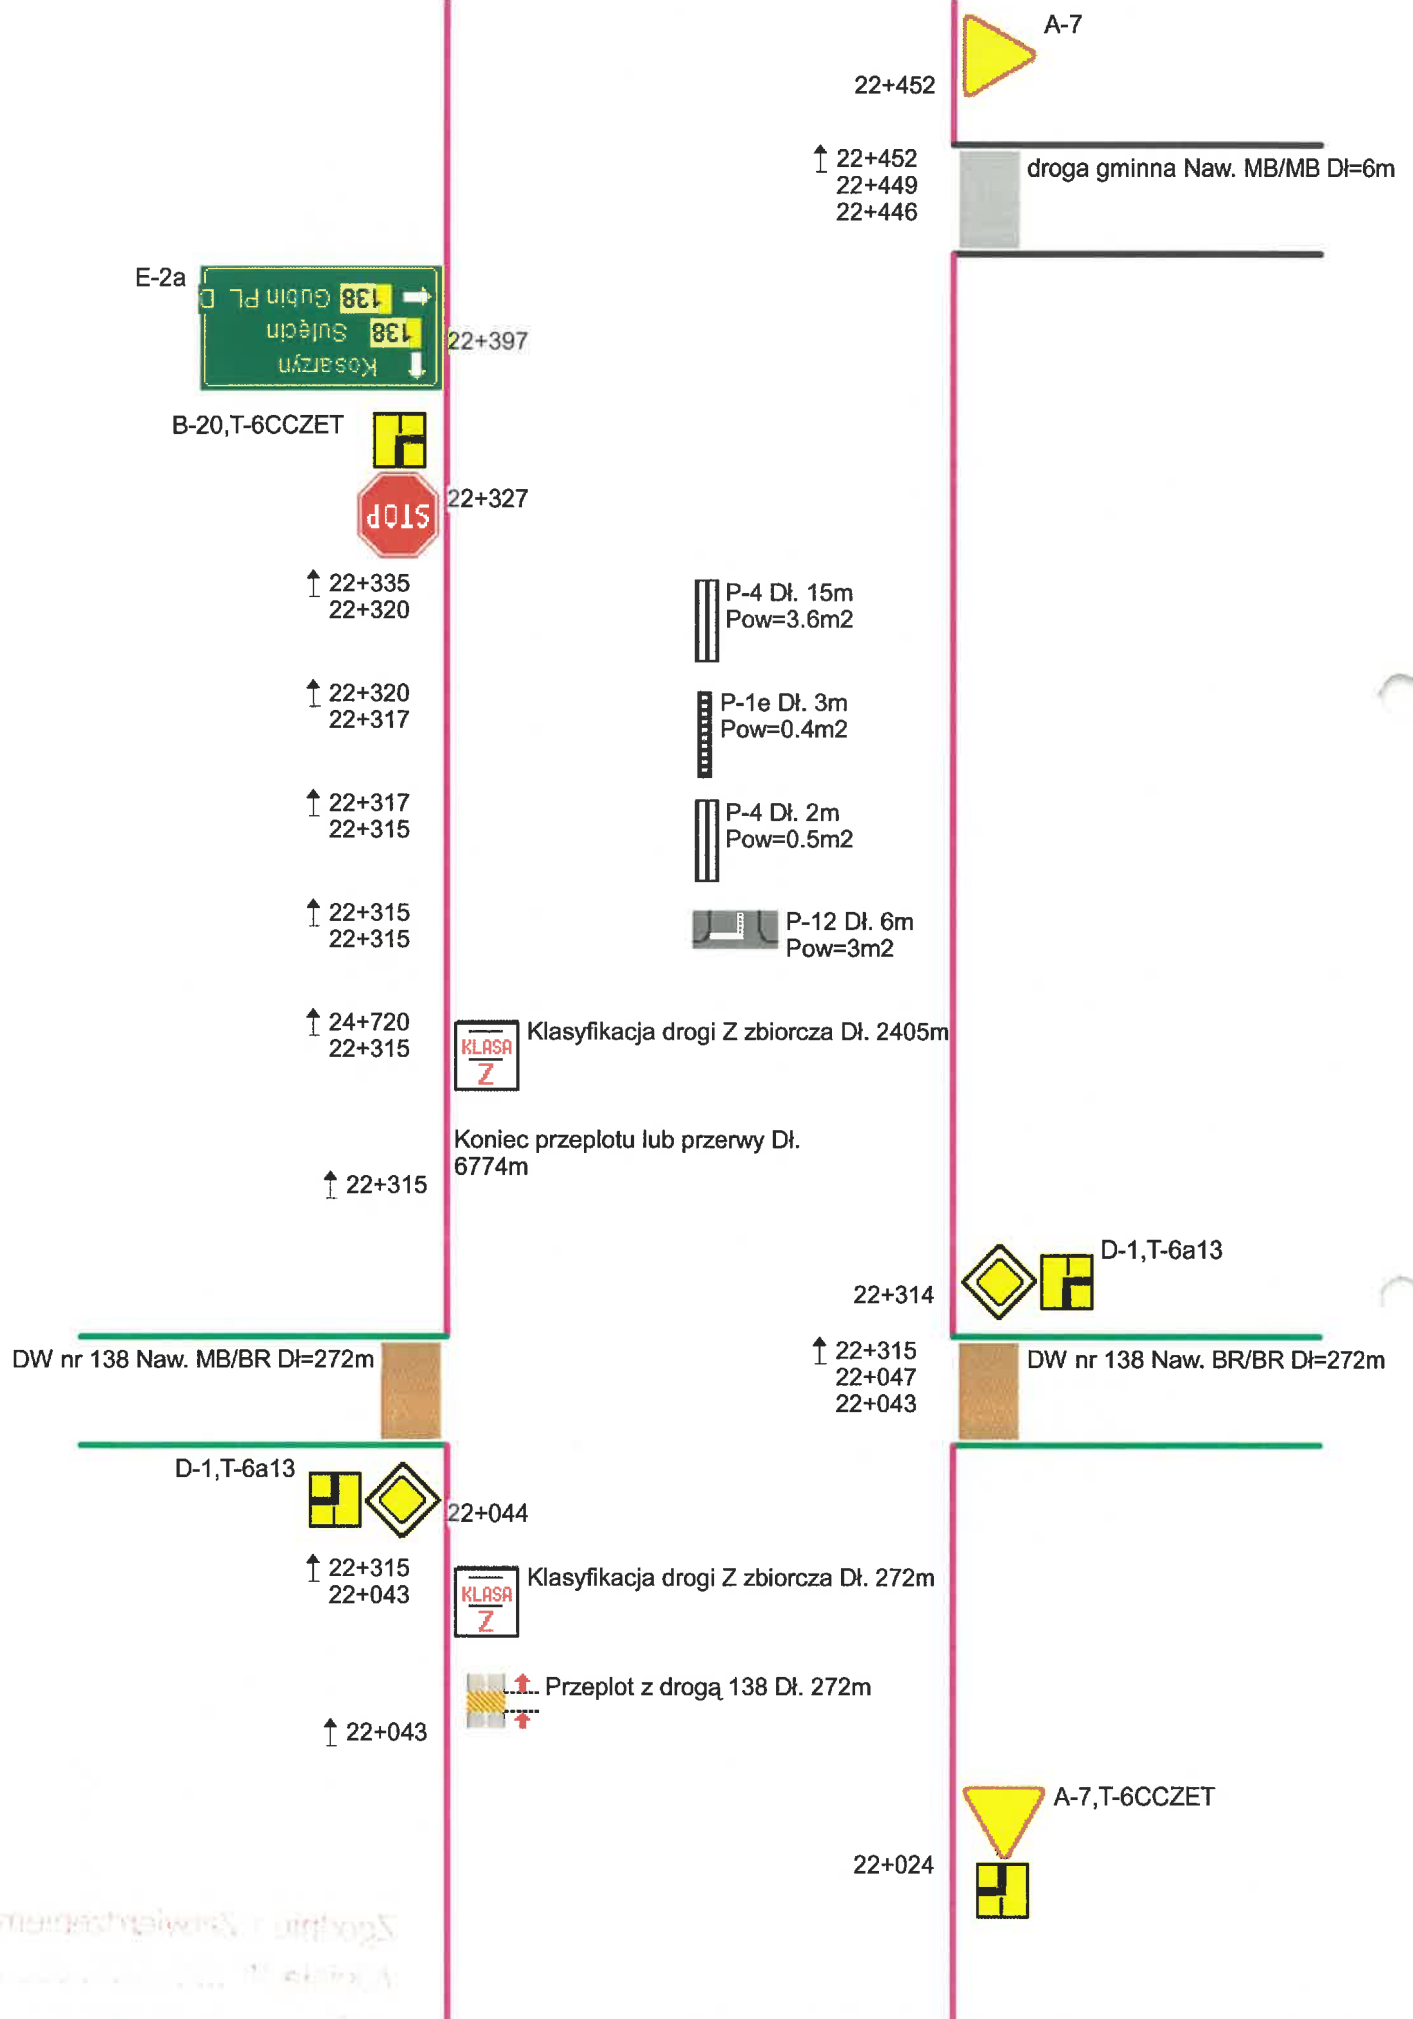 A-7
22+452
22+452
22+449
22+446
droga gminna Naw. MB/MB Dł=6m
E-2a
Gubin PL 138
Sulęcin 138
Kosarzyn
22+397
B-20,T-6CCZET
STOP
22+327
22+335
22+320
P-4 Dł. 15m
Pow=3.6m2
22+320
22+317
P-1e Dł. 3m
Pow=0.4m2
22+317
22+315
P-4 Dł. 2m
Pow=0.5m2
22+315
22+315
P-12 Dł. 6m
Pow=3m2
24+720
22+315
KLASA
Z
Klasyfikacja drogi Z zbiorcza Dł. 2405m
Koniec przeplotu lub przerwy Dł.
6774m
22+315
D-1,T-6a13
22+314
DW nr 138 Naw. MB/BR Dł=272m
22+315
22+047
22+043
DW nr 138 Naw. BR/BR Dł=272m
D-1,T-6a13
22+044
22+315
22+043
KLASA
Z
Klasyfikacja drogi Z zbiorcza Dł. 272m
Przeplot z drogą 138 Dł. 272m
22+043
A-7,T-6CCZET
22+024